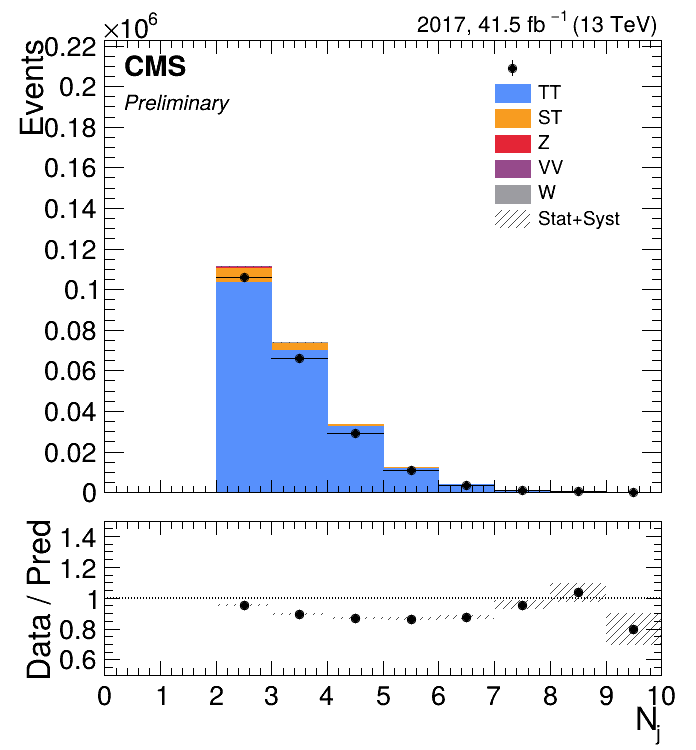 ×10⁶
2017, 41.5 fb⁻¹ (13 TeV)
CMS
Preliminary
Events
0.22
0.2
0.18
0.16
0.14
0.12
0.1
0.08
0.06
0.04
0.02
0
TT
ST
Z
VV
W
Stat+Syst
Data / Pred
1.4
1.2
1
0.8
0.6
0 1 2 3 4 5 6 7 8 9 10
Nⱼ